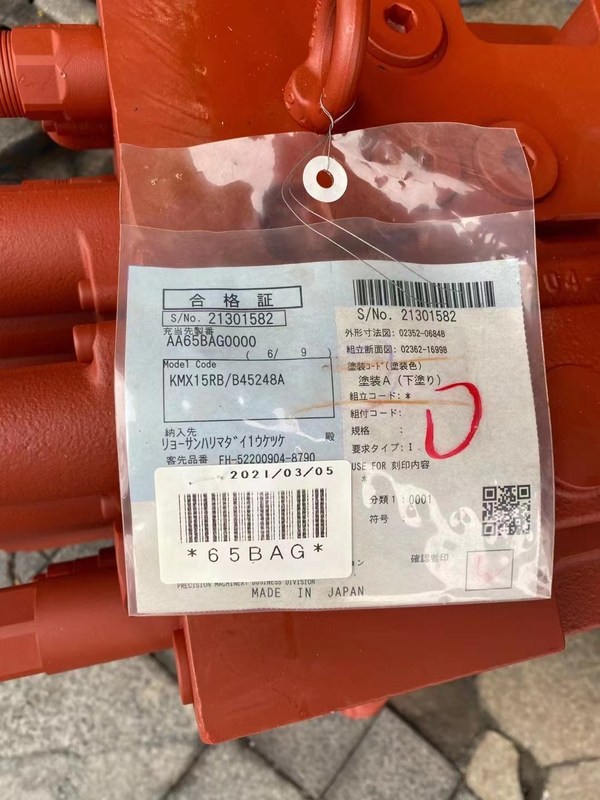 合格証
S/No. 21301582
充当先製番
AA65BAG0000
( 6/ 9 )
Model Code
KMX15RB/B45248A
納入先
殿
リヨーサンハリマダイ1ウケツケ
客先品番 FH-52200904-8790
2021/03/05
*65BAG*
PRECISION MACHINERY BUSINESS DIVISION
MADE IN JAPAN
S/No. 21301582
外形寸法図: 02352-06848
組立断面図: 02362-16998
塗装コード(塗装色)
塗装A (下塗り)
組立コード: *
組付コード:
規格 :
要求タイプ: I
USE FOR 刻印内容
*
分類1 : 0001
符号 :
確認者印
D
04